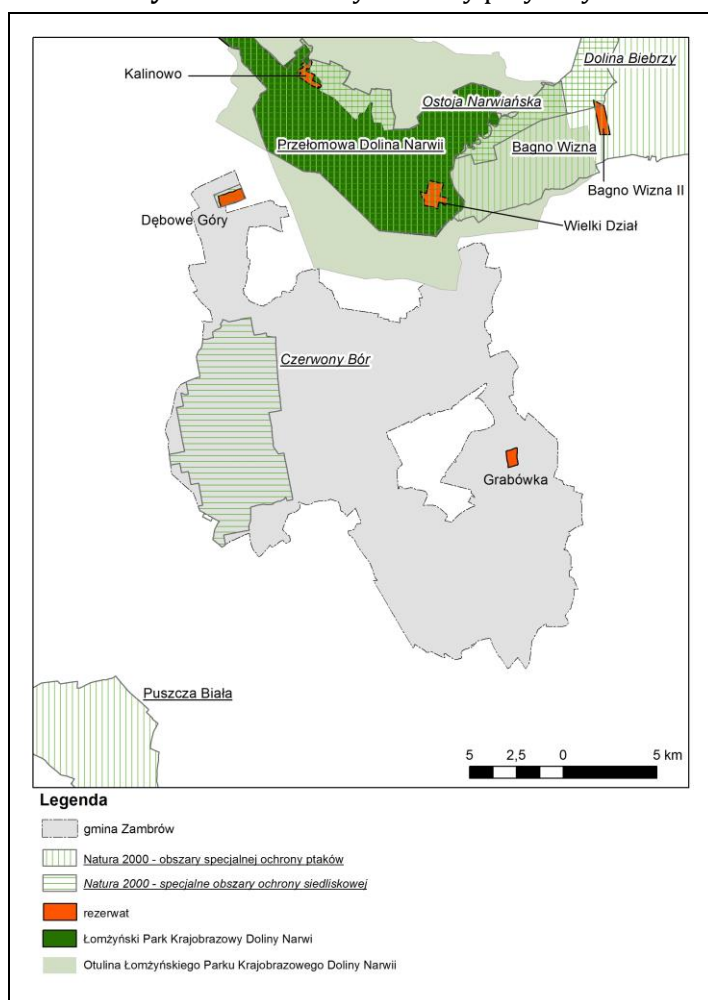 Kalinowo
Dolina Biebrzy
Ostoja Narwiańska
Przełomowa Dolina Narwii
Bagno Wizna
Bagno Wizna II
Dębowe Góry
Wielki Dział
Czerwony Bór
Grabówka
Puszcza Biała
5 2,5 0 5 km
Legenda
gmina Zambrów
Natura 2000 - obszary specjalnej ochrony ptaków
Natura 2000 - specjalne obszary ochrony siedliskowej
rezerwat
Łomżyński Park Krajobrazowy Doliny Narwi
Otulina Łomżyńskiego Parku Krajobrazowego Doliny Narwii